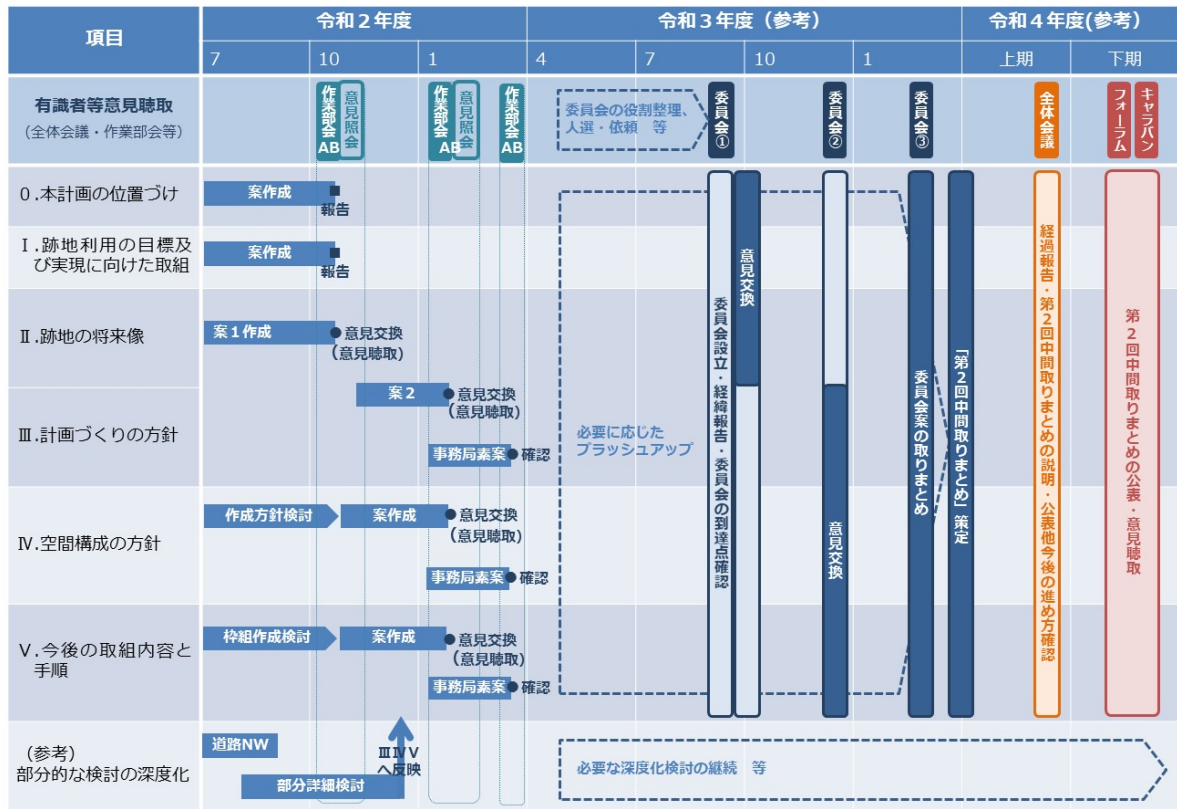 項目
令和２年度
令和３年度（参考）
令和４年度(参考)
7
10
1
4
7
10
1
上期
下期
有識者等意見聴取
（全体会議・作業部会等）
作業部会AB
意見照会
作業部会AB
意見照会
作業部会AB
委員会の役割整理、
人選・依頼　等
委員会①
委員会②
委員会③
全体会議
キャラバン
フォーラム
０.本計画の位置づけ
案作成
報告
Ⅰ.跡地利用の目標及
び実現に向けた取組
案作成
報告
Ⅱ.跡地の将来像
案１作成
意見交換
(意見聴取)
案２
意見交換
(意見聴取)
Ⅲ.計画づくりの方針
事務局素案
確認
Ⅳ.空間構成の方針
作成方針検討
案作成
意見交換
(意見聴取)
事務局素案
確認
Ⅴ.今後の取組内容と
手順
枠組作成検討
案作成
意見交換
(意見聴取)
事務局素案
確認
必要に応じた
ブラッシュアップ
委員会設立・経緯報告・委員会の到達点確認
意見交換
意見交換
委員会案の取りまとめ
「第２回中間取りまとめ」策定
経過報告・第２回中間取りまとめの説明・公表他今後の進め方確認
第２回中間取りまとめの公表・意見聴取
(参考)
部分的な検討の深度化
道路NW
部分詳細検討
ⅢⅣⅤ
へ反映
必要な深度化検討の継続　等